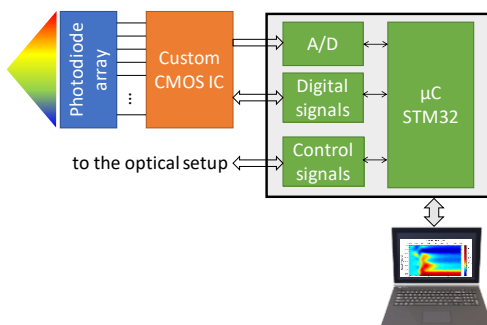 Photodiode
array
...
Custom
CMOS IC
A/D
Digital
signals
Control
signals
µC
STM32
to the optical setup